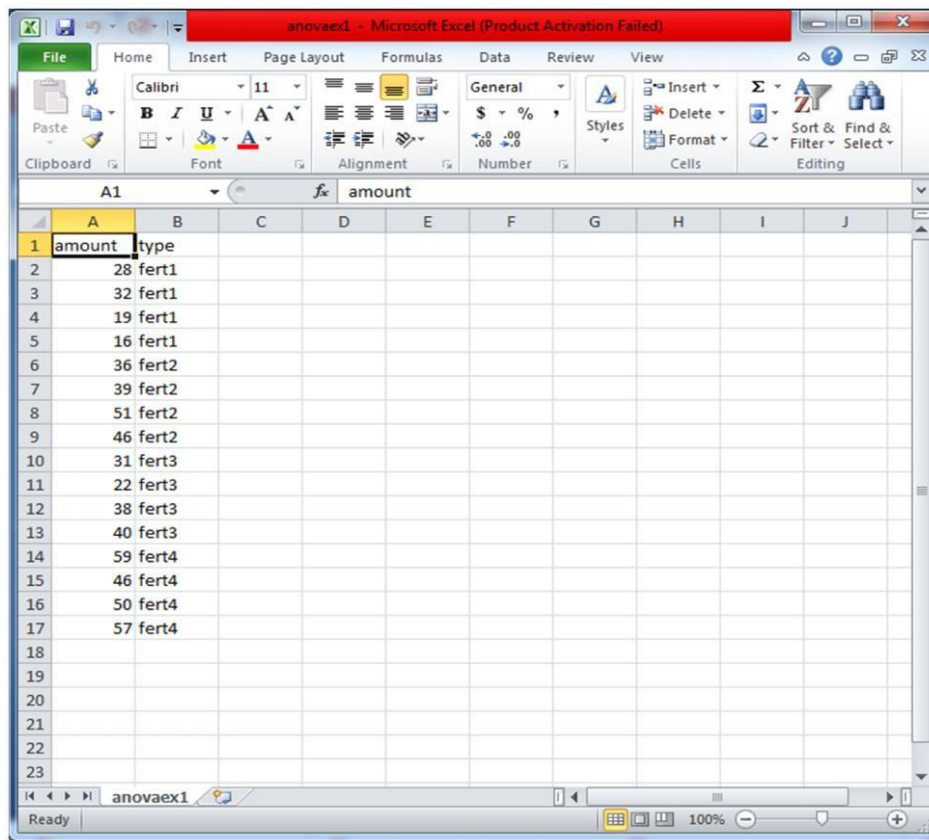 anovaex1 - Microsoft Excel (Product Activation Failed)
File Home Insert Page Layout Formulas Data Review View
Paste
Calibri 11
B I U A A
A
General
$ % ,
.0 .00
.00 .0
Styles
Insert
Delete
Format
Σ
Sort & Find &
Filter Select
Clipboard Font Alignment Number Cells Editing
A1 fx amount
A B C D E F G H I J
1 amount type
2 28 fert1
3 32 fert1
4 19 fert1
5 16 fert1
6 36 fert2
7 39 fert2
8 51 fert2
9 46 fert2
10 31 fert3
11 22 fert3
12 38 fert3
13 40 fert3
14 59 fert4
15 46 fert4
16 50 fert4
17 57 fert4
18
19
20
21
22
23
anovaex1
Ready 100%